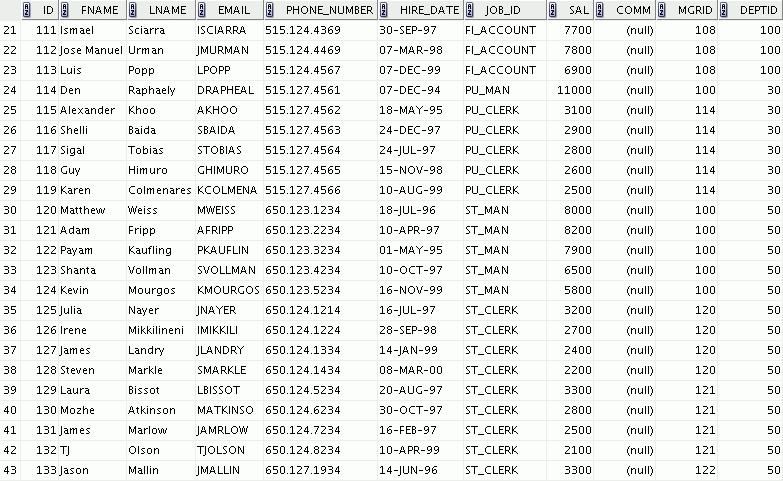 ID FNAME LNAME EMAIL PHONE_NUMBER HIRE_DATE JOB_ID SAL COMM MGRID DEPTID
21 111 Ismael Sciarra ISCIARRA 515.124.4369 30-SEP-97 FI_ACCOUNT 7700 (null) 108 100
22 112 Jose Manuel Urman JMURMAN 515.124.4469 07-MAR-98 FI_ACCOUNT 7800 (null) 108 100
23 113 Luis Popp LPOPP 515.124.4567 07-DEC-99 FI_ACCOUNT 6900 (null) 108 100
24 114 Den Raphaely DRAPHEAL 515.127.4561 07-DEC-94 PU_MAN 11000 (null) 100 30
25 115 Alexander Khoo AKHOO 515.127.4562 18-MAY-95 PU_CLERK 3100 (null) 114 30
26 116 Shelli Baida SBAIDA 515.127.4563 24-DEC-97 PU_CLERK 2900 (null) 114 30
27 117 Sigal Tobias STOBIAS 515.127.4564 24-JUL-97 PU_CLERK 2800 (null) 114 30
28 118 Guy Himuro GHIMURO 515.127.4565 15-NOV-98 PU_CLERK 2600 (null) 114 30
29 119 Karen Colmenares KCOLMENA 515.127.4566 10-AUG-99 PU_CLERK 2500 (null) 114 30
30 120 Matthew Weiss MWEISS 650.123.1234 18-JUL-96 ST_MAN 8000 (null) 100 50
31 121 Adam Fripp AFRIPP 650.123.2234 10-APR-97 ST_MAN 8200 (null) 100 50
32 122 Payam Kaufling PKAUFLIN 650.123.3234 01-MAY-95 ST_MAN 7900 (null) 100 50
33 123 Shanta Vollman SVOLLMAN 650.123.4234 10-OCT-97 ST_MAN 6500 (null) 100 50
34 124 Kevin Mourgos KMOURGOS 650.123.5234 16-NOV-99 ST_MAN 5800 (null) 100 50
35 125 Julia Nayer JNAYER 650.124.1214 16-JUL-97 ST_CLERK 3200 (null) 120 50
36 126 Irene Mikkilineni IMIKKILI 650.124.1224 28-SEP-98 ST_CLERK 2700 (null) 120 50
37 127 James Landry JLANDRY 650.124.1334 14-JAN-99 ST_CLERK 2400 (null) 120 50
38 128 Steven Markle SMARKLE 650.124.1434 08-MAR-00 ST_CLERK 2200 (null) 120 50
39 129 Laura Bissot LBISSOT 650.124.5234 20-AUG-97 ST_CLERK 3300 (null) 121 50
40 130 Mozhe Atkinson MATKINSO 650.124.6234 30-OCT-97 ST_CLERK 2800 (null) 121 50
41 131 James Marlow JAMRLOW 650.124.7234 16-FEB-97 ST_CLERK 2500 (null) 121 50
42 132 TJ Olson TJOLSON 650.124.8234 10-APR-99 ST_CLERK 2100 (null) 121 50
43 133 Jason Mallin JMALLIN 650.127.1934 14-JUN-96 ST_CLERK 3300 (null) 122 50